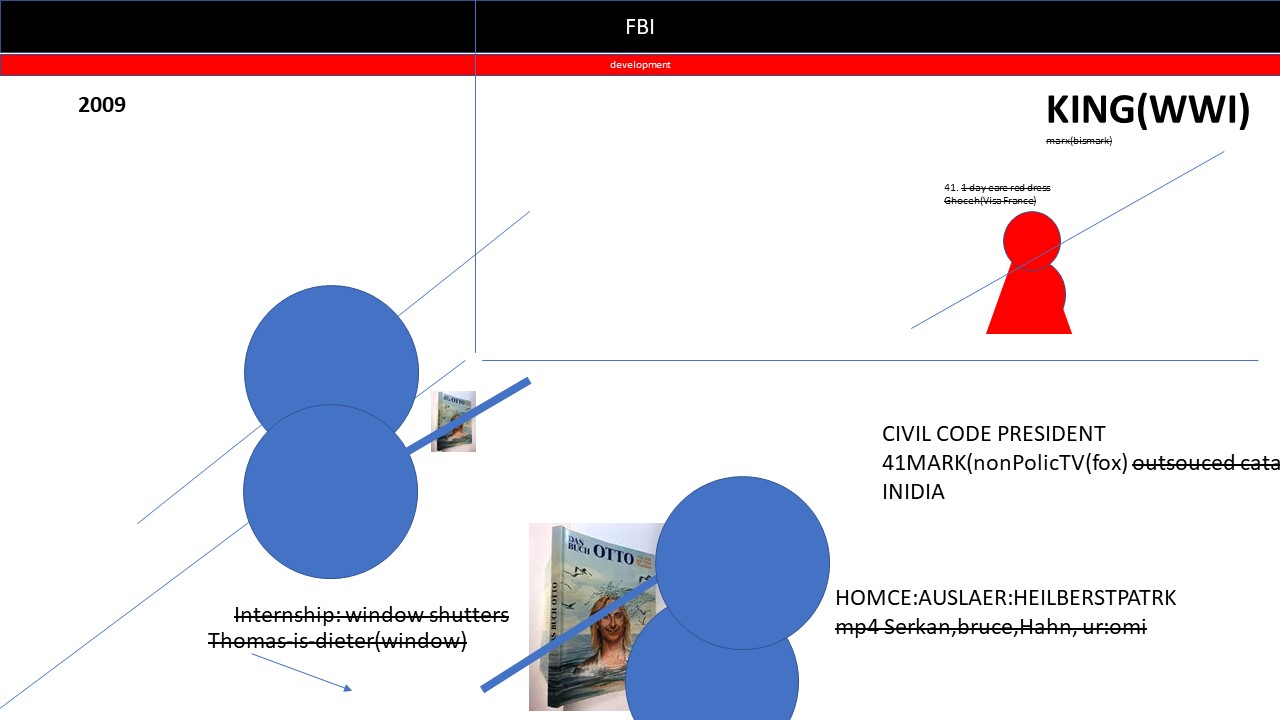 FBI
development
2009
KING(WWI)
marx(bismark)
41. 1 day eare red dress
Ghoceh(Visa France)
CIVIL CODE PRESIDENT
41MARK(nonPolicTV(fox) outsouced cata
INIDIA
DAS
BUCH OTTO
DAS BUCH OTTO
HOMCE:AUSLAER:HEILBERSTPATRK
mp4 Serkan,bruce,Hahn, ur:omi
Internship: window shutters
Thomas-is-dieter(window)